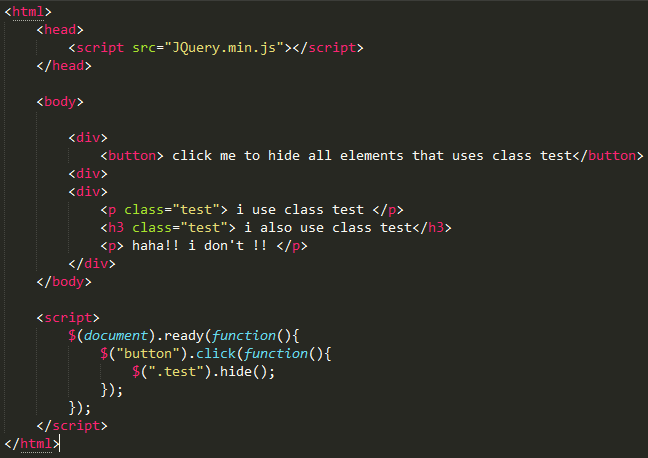 <html>
    <head>
        <script src="JQuery.min.js"></script>
    </head>

    <body>

        <div>
            <button> click me to hide all elements that uses class test</button>
        <div>
        <div>
            <p class="test"> i use class test </p>
            <h3 class="test"> i also use class test</h3>
            <p> haha!! i don't !! </p>
        </div>
    </body>

    <script>
        $(document).ready(function(){
            $("button").click(function(){
                $(".test").hide();
            });
        });
    </script>
</html>